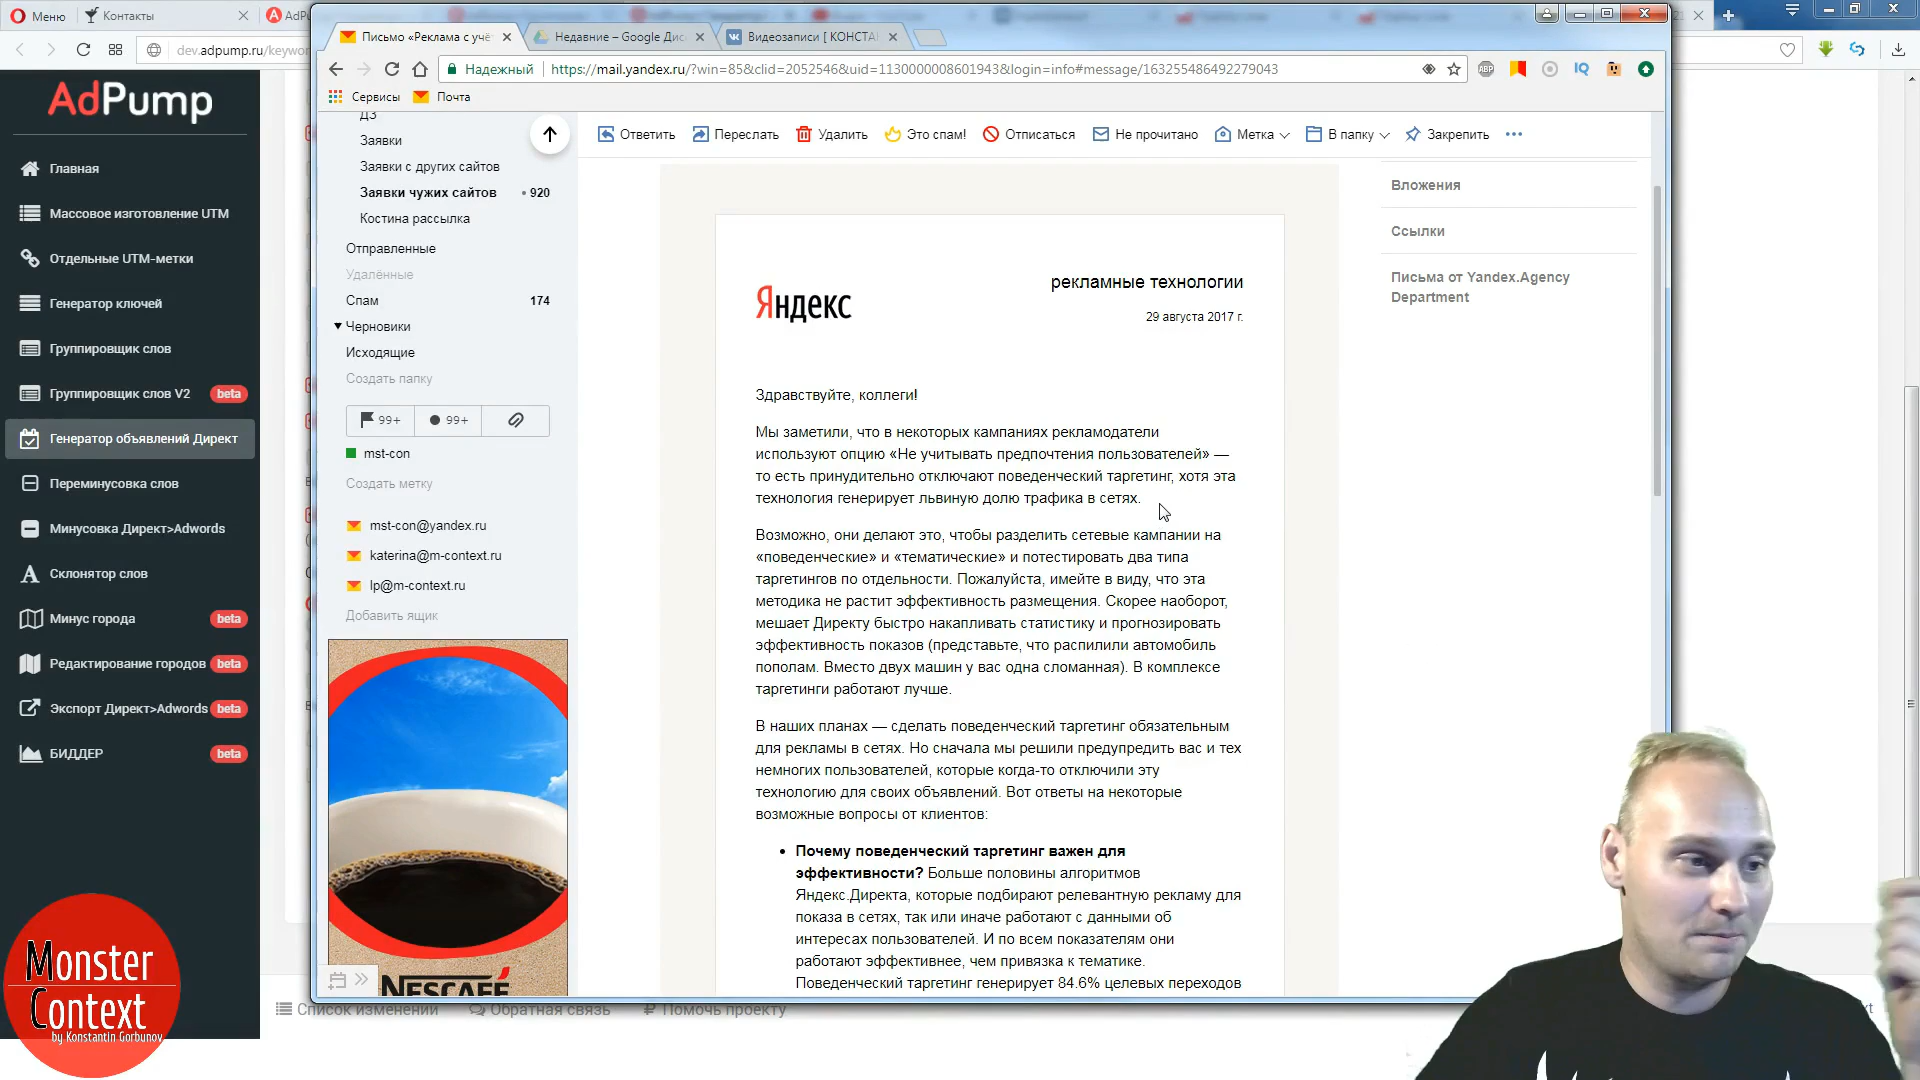 Меню
Контакты
AdPu
dev.adpump.ru/keywor
Письмо «Реклама с учё
Недавние – Google Дис
Видеозаписи [ КОНСТА
Надежный
https://mail.yandex.ru/?win=85&clid=2052546&uid=1130000008601943&login=info#message/163255486492279043
ABP
IQ
Сервисы
Почта
AdPump
Главная
Массовое изготовление UTM
Отдельные UTM-метки
Генератор ключей
Группировщик слов
Группировщик слов V2 beta
Генератор объявлений Директ
Переминусовка слов
Минусовка Директ>Adwords
Склонятор слов
Минус города beta
Редактирование городов beta
Экспорт Директ>Adwords beta
БИДДЕР beta
Monster
Context
by Konstantin Gorbunov
ДЗ
Заявки
Заявки с других сайтов
Заявки чужих сайтов • 920
Костина рассылка
Отправленные
Удалённые
Спам 174
Черновики
Исходящие
Создать папку
99+ 99+
mst-con
Создать метку
mst-con@yandex.ru
katerina@m-context.ru
lp@m-context.ru
Добавить ящик
NESCAFÉ
Ответить Переслать Удалить Это спам! Отписаться Не прочитано Метка В папку Закрепить
Яндекс
рекламные технологии
29 августа 2017 г.
Здравствуйте, коллеги!
Мы заметили, что в некоторых кампаниях рекламодатели
используют опцию «Не учитывать предпочтения пользователей» —
то есть принудительно отключают поведенческий таргетинг, хотя эта
технология генерирует львиную долю трафика в сетях.
Возможно, они делают это, чтобы разделить сетевые кампании на
«поведенческие» и «тематические» и потестировать два типа
таргетингов по отдельности. Пожалуйста, имейте в виду, что эта
методика не растит эффективность размещения. Скорее наоборот,
мешает Директу быстро накапливать статистику и прогнозировать
эффективность показов (представьте, что распилили автомобиль
пополам. Вместо двух машин у вас одна сломанная). В комплексе
таргетинги работают лучше.
В наших планах — сделать поведенческий таргетинг обязательным
для рекламы в сетях. Но сначала мы решили предупредить вас и тех
немногих пользователей, которые когда-то отключили эту
технологию для своих объявлений. Вот ответы на некоторые
возможные вопросы от клиентов:
• Почему поведенческий таргетинг важен для
эффективности? Больше половины алгоритмов
Яндекс.Директа, которые подбирают релевантную рекламу для
показа в сетях, так или иначе работают с данными об
интересах пользователей. И по всем показателям они
работают эффективнее, чем привязка к тематике.
Поведенческий таргетинг генерирует 84.6% целевых переходов
Вложения
Ссылки
Письма от Yandex.Agency
Department
Список изменений
Обратная связь
Помочь проекту